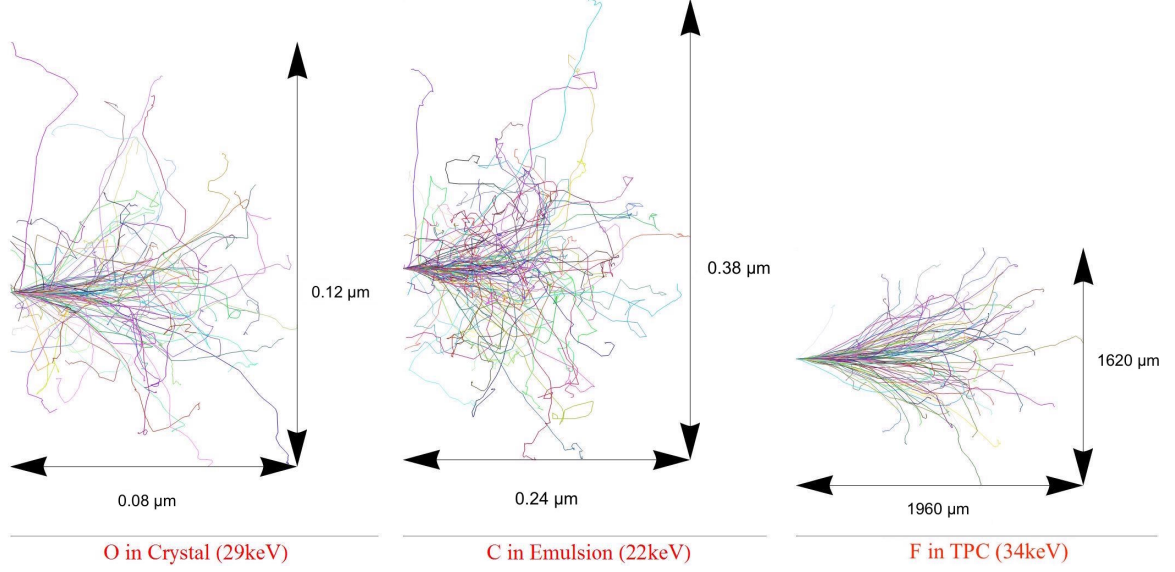 0.12 µm
0.08 µm
O in Crystal (29keV)
0.38 µm
0.24 µm
C in Emulsion (22keV)
1620 µm
1960 µm
F in TPC (34keV)